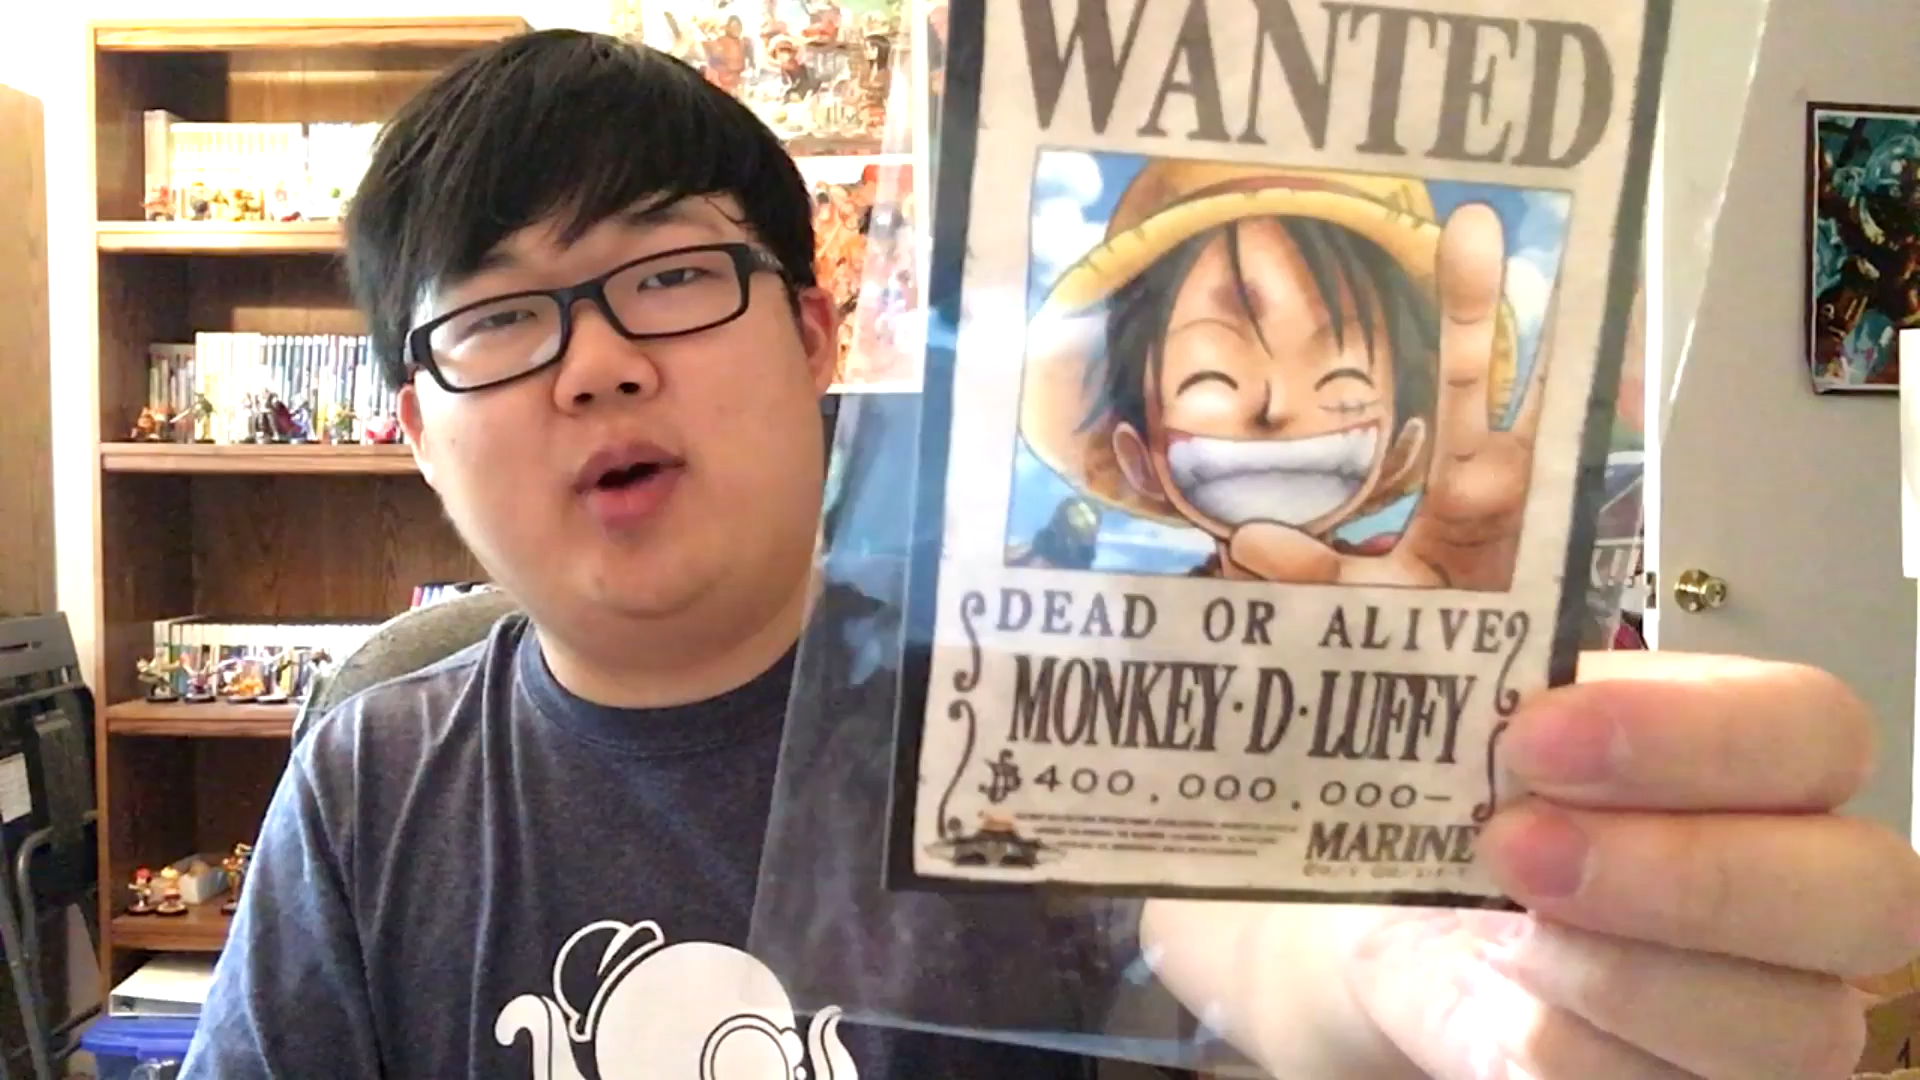 WANTED
DEAD OR ALIVE
MONKEY·D·LUFFY
฿400,000,000-
MARINE